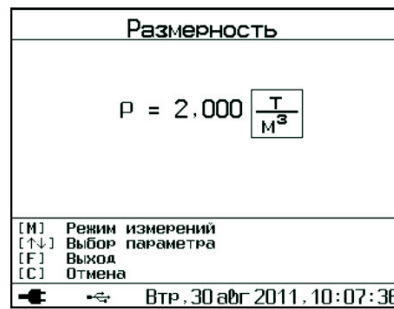 Размерность
ρ = 2,000 т/м³
[M] Режим измерений
[↑↓] Выбор параметра
[F] Выход
[C] Отмена
Втр,30 авг 2011,10:07:36